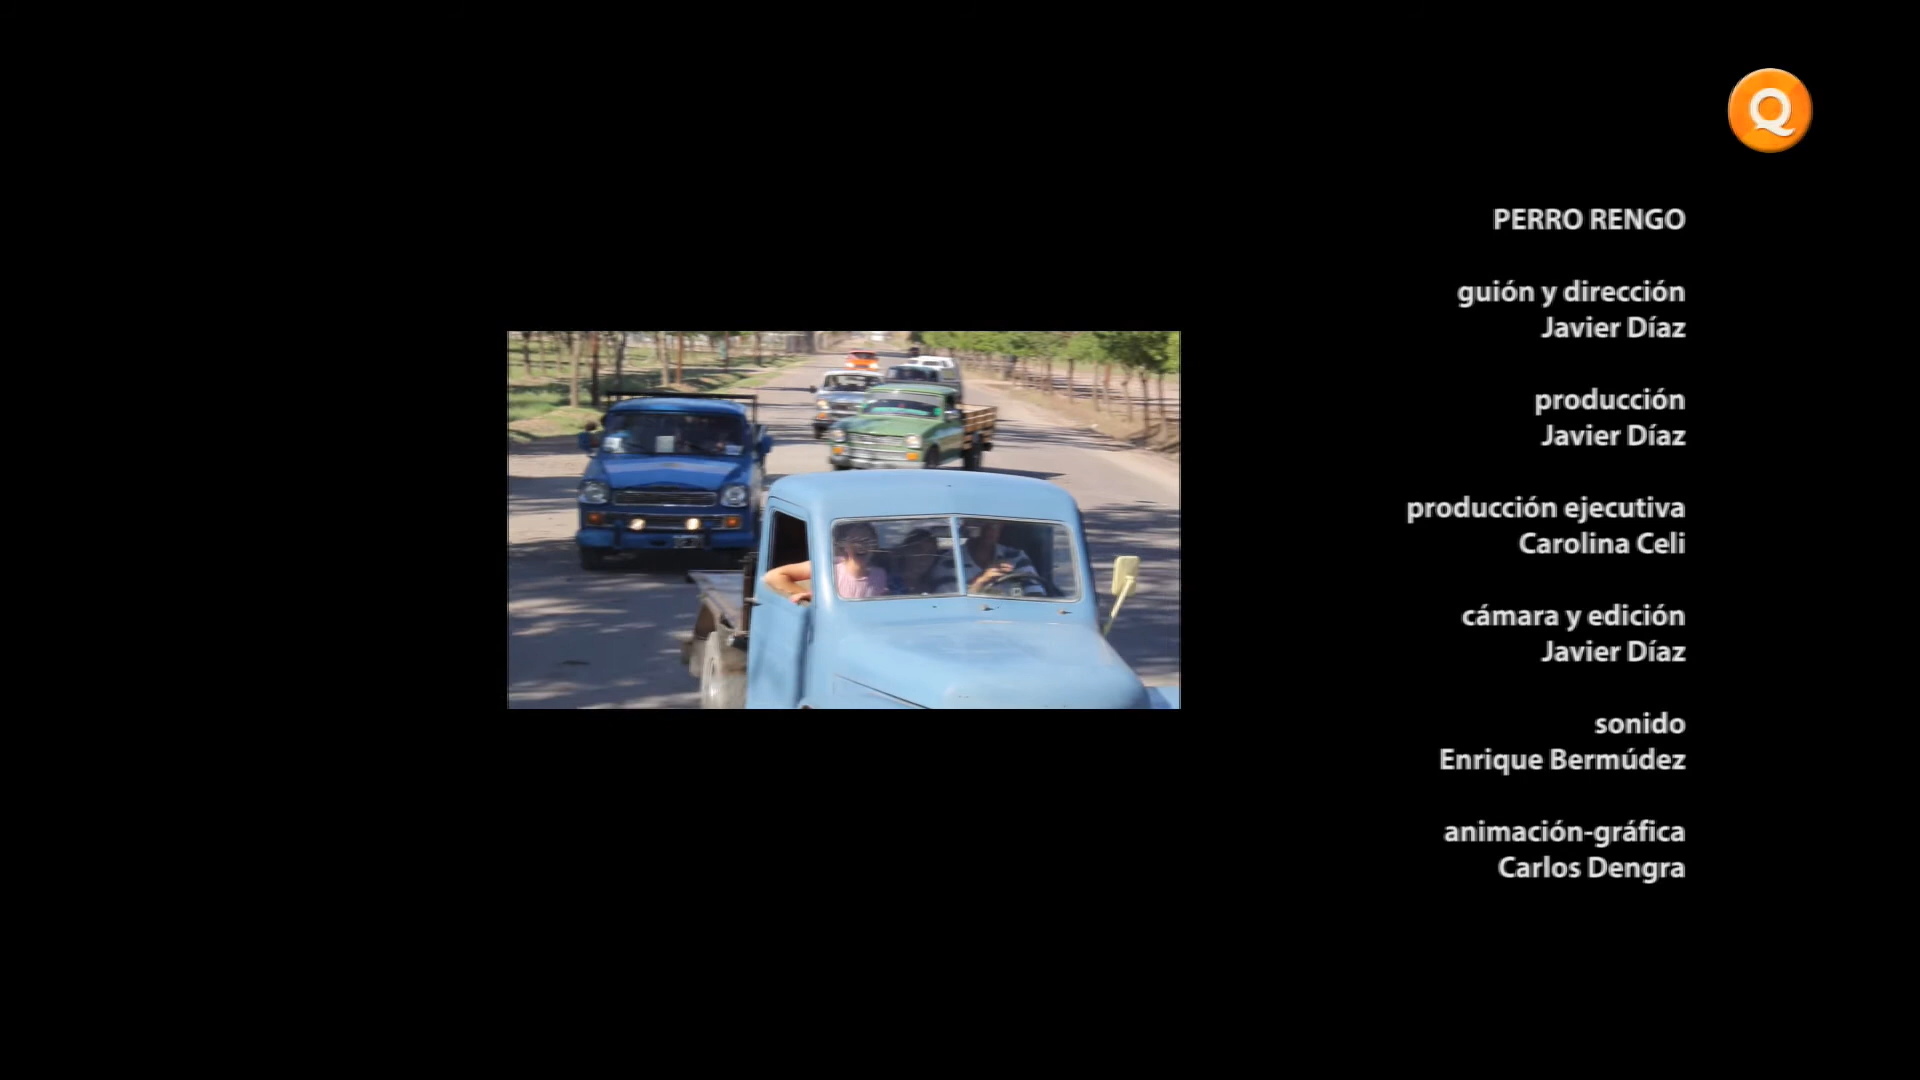 Q
PERRO RENGO
guión y dirección
Javier Díaz
producción
Javier Díaz
producción ejecutiva
Carolina Celi
cámara y edición
Javier Díaz
sonido
Enrique Bermúdez
animación-gráfica
Carlos Dengra